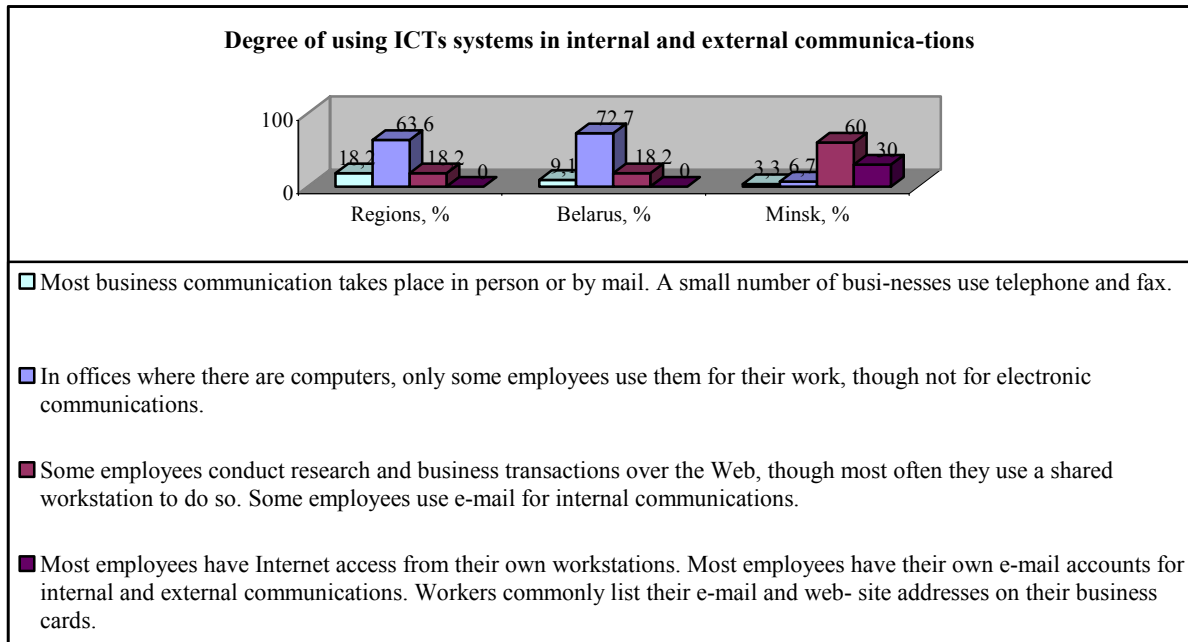 Degree of using ICTs systems in internal and external communica-tions
100
0
18,2
63,6
18,2
0
9,1
72,7
18,2
0
3,3
6,7
60
30
Regions, %
Belarus, %
Minsk, %
Most business communication takes place in person or by mail. A small number of busi-nesses use telephone and fax.
In offices where there are computers, only some employees use them for their work, though not for electronic
communications.
Some employees conduct research and business transactions over the Web, though most often they use a shared
workstation to do so. Some employees use e-mail for internal communications.
Most employees have Internet access from their own workstations. Most employees have their own e-mail accounts for
internal and external communications. Workers commonly list their e-mail and web- site addresses on their business
cards.